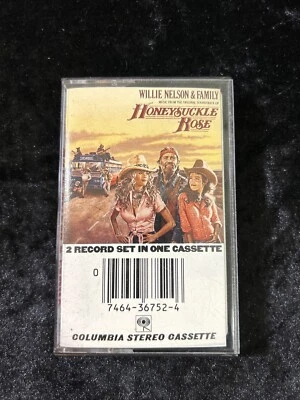 WILLIE NELSON & FAMILY
MUSIC FROM THE ORIGINAL SOUNDTRACK OF
HONEYSUCKLE
ROSE
2 RECORD SET IN ONE CASSETTE
0
7464-36752-4
COLUMBIA STEREO CASSETTE